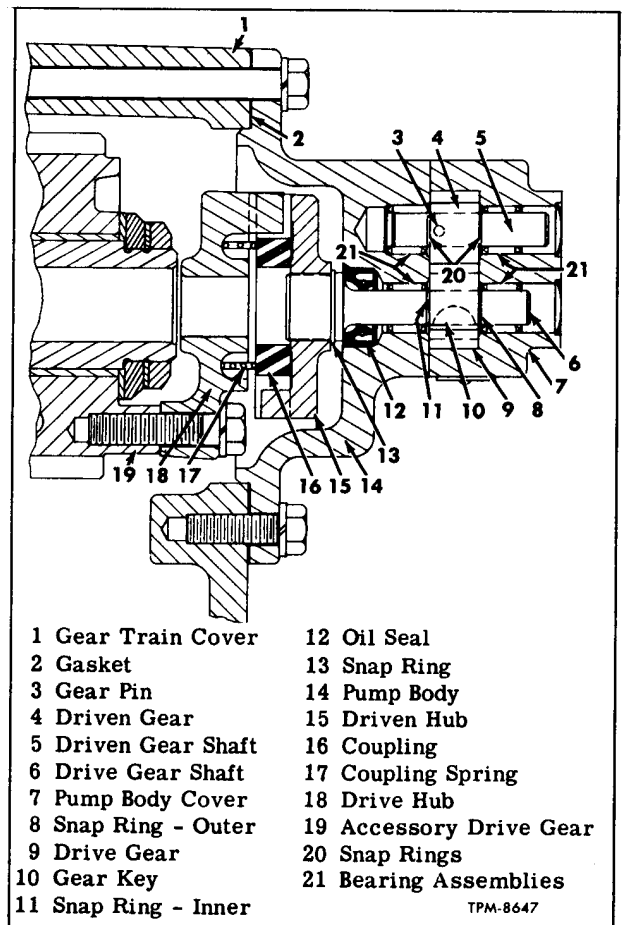 1
2
3 4 5
21 20 21
12 11 10 9 8 7 6
19 18 17 16 15 14 13
1 Gear Train Cover
2 Gasket
3 Gear Pin
4 Driven Gear
5 Driven Gear Shaft
6 Drive Gear Shaft
7 Pump Body Cover
8 Snap Ring - Outer
9 Drive Gear
10 Gear Key
11 Snap Ring - Inner
12 Oil Seal
13 Snap Ring
14 Pump Body
15 Driven Hub
16 Coupling
17 Coupling Spring
18 Drive Hub
19 Accessory Drive Gear
20 Snap Rings
21 Bearing Assemblies
TPM-8647